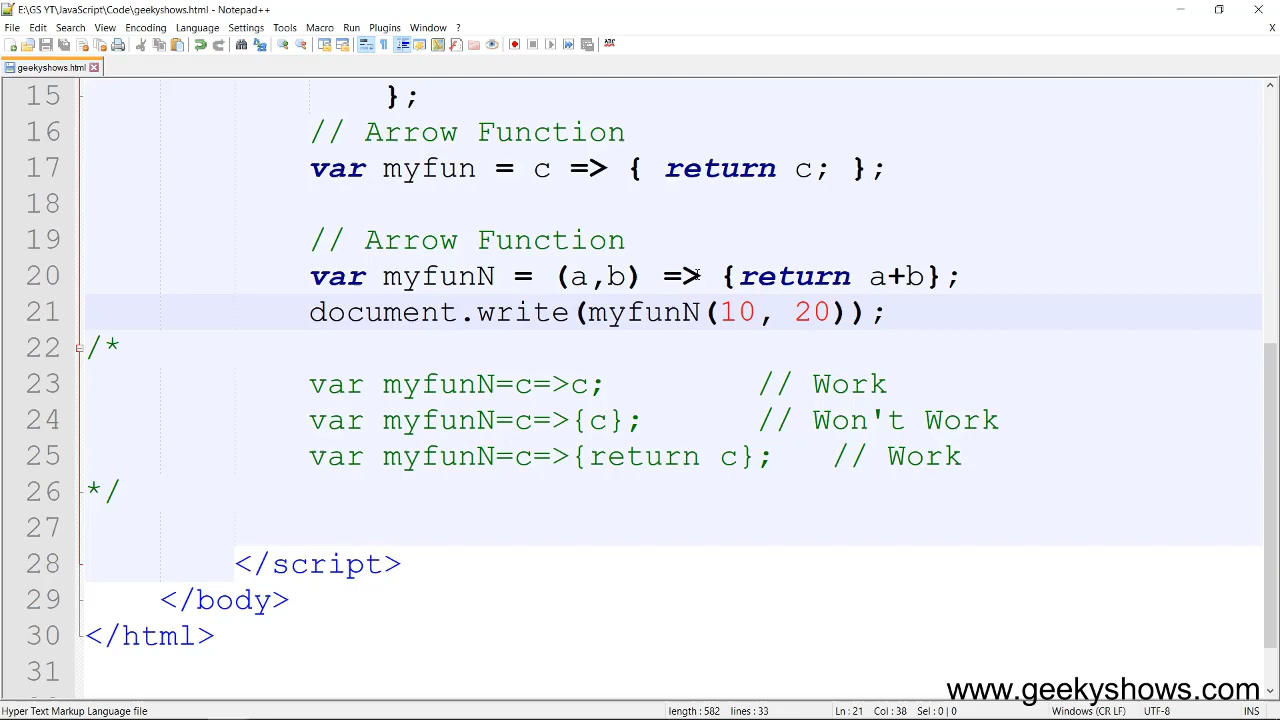 E:\GS YT\JavaScript\Code\geekyshows.html - Notepad++
File Edit Search View Encoding Language Settings Tools Macro Run Plugins Window ? X
geekyshows.html
15 };
16 // Arrow Function
17 var myfun = c => { return c; };
18
19 // Arrow Function
20 var myfunN = (a,b) => {return a+b};
21 document.write(myfunN(10, 20));
22 /*
23 var myfunN=c=>c; // Work
24 var myfunN=c=>{c}; // Won't Work
25 var myfunN=c=>{return c}; // Work
26 */
27
28 </script>
29 </body>
30 </html>
31
www.geekyshows.com
Hyper Text Markup Language file length : 582 lines : 33 Ln : 21 Col : 38 Sel : 0 | 0 Windows (CR LF) UTF-8 INS